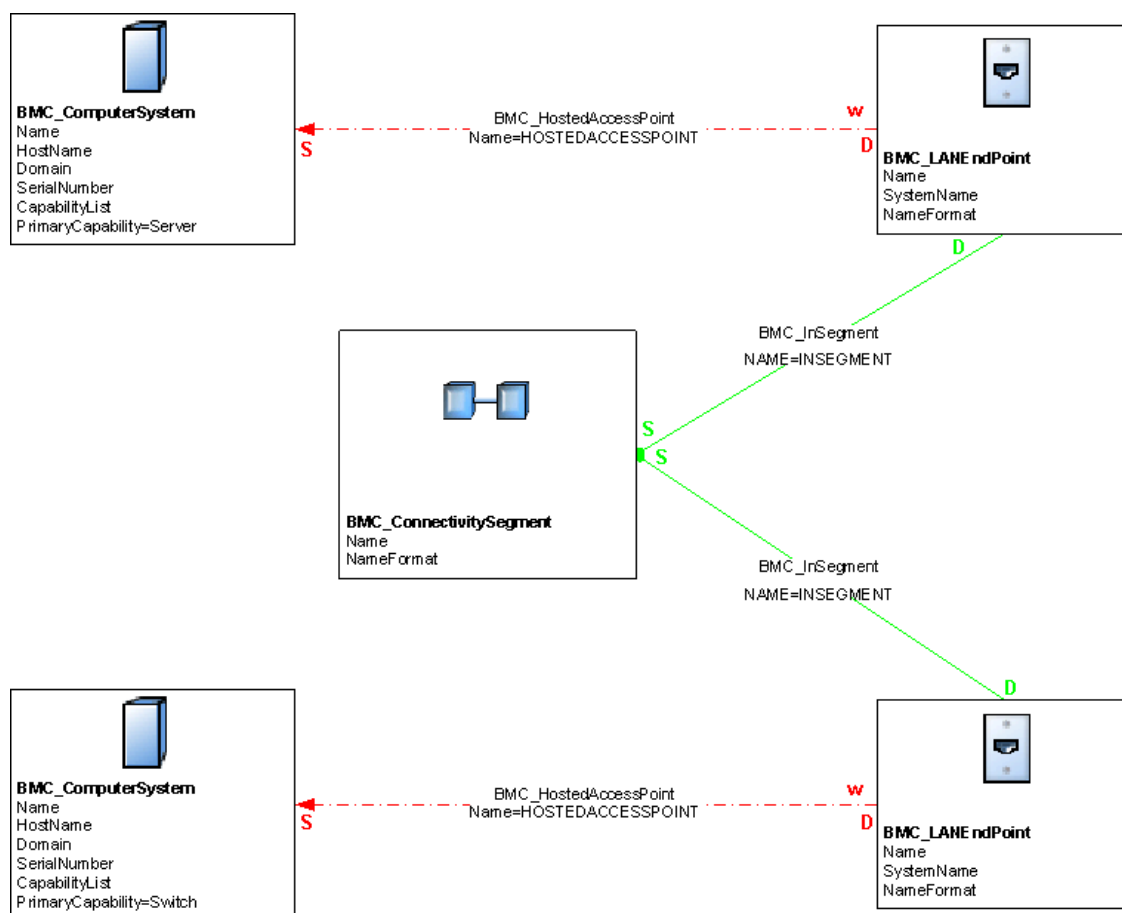 BMC_ComputerSystem
Name
HostName
Domain
SerialNumber
CapabilityList
PrimaryCapability=Server
S
BMC_HostedAccessPoint
Name=HOSTEDACCESSPOINT
W
D
BMC_LANEndPoint
Name
SystemName
NameFormat
D
BMC_InSegment
NAME=INSEGMENT
S
S
BMC_ConnectivitySegment
Name
NameFormat
BMC_InSegment
NAME=INSEGMENT
D
BMC_ComputerSystem
Name
HostName
Domain
SerialNumber
CapabilityList
PrimaryCapability=Switch
S
BMC_HostedAccessPoint
Name=HOSTEDACCESSPOINT
W
D
BMC_LANEndPoint
Name
SystemName
NameFormat